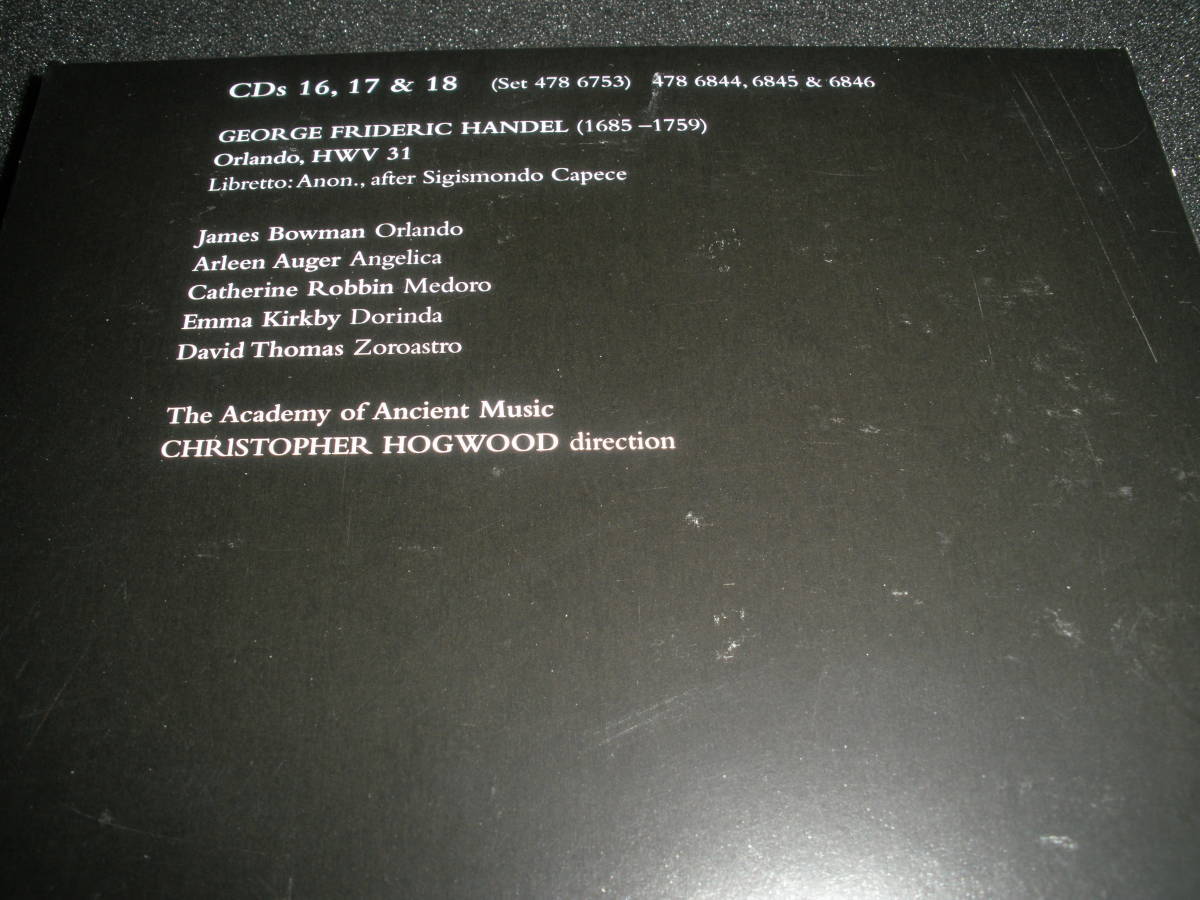 CDs 16, 17 & 18 (Set 478 6753) 478 6844, 6845 & 6846
GEORGE FRIDERIC HANDEL (1685–1759)
Orlando, HWV 31
Libretto: Anon., after Sigismondo Capece
James Bowman Orlando
Arleen Auger Angelica
Catherine Robbin Medoro
Emma Kirkby Dorinda
David Thomas Zoroastro
The Academy of Ancient Music
CHRISTOPHER HOGWOOD direction